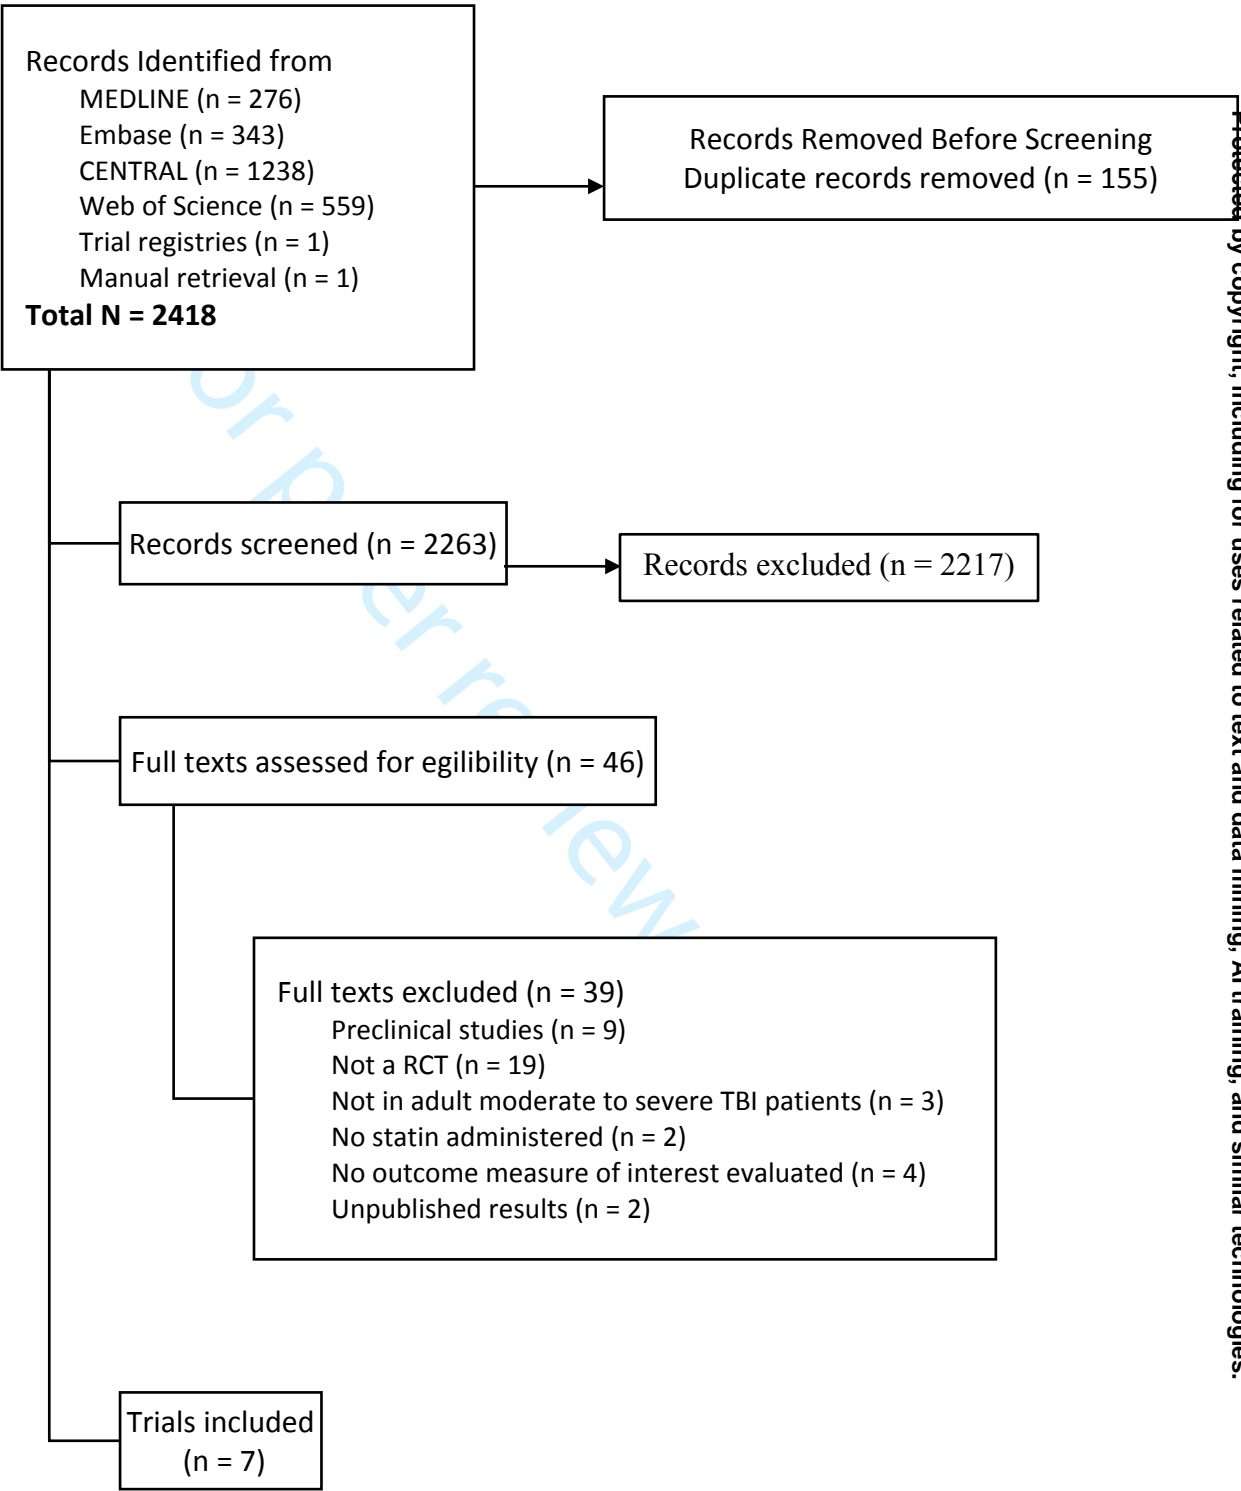 Records Identified from
MEDLINE (n = 276)
Embase (n = 343)
CENTRAL (n = 1238)
Web of Science (n = 559)
Trial registries (n = 1)
Manual retrieval (n = 1)
Total N = 2418
Records Removed Before Screening
Duplicate records removed (n = 155)
Records screened (n = 2263)
Records excluded (n = 2217)
Full texts assessed for egilibility (n = 46)
Full texts excluded (n = 39)
Preclinical studies (n = 9)
Not a RCT (n = 19)
Not in adult moderate to severe TBI patients (n = 3)
No statin administered (n = 2)
No outcome measure of interest evaluated (n = 4)
Unpublished results (n = 2)
Trials included
(n = 7)
or peer review
Protected by copyright, including for uses related to text and data mining, AI training, and similar technologies.